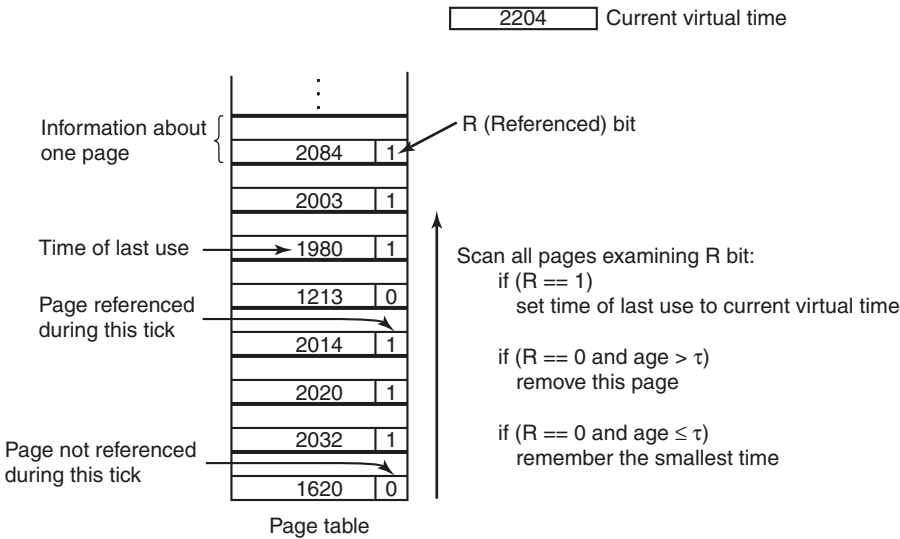 2204 Current virtual time
Information about
one page
R (Referenced) bit
2084 1
2003 1
Time of last use
1980 1
Scan all pages examining R bit:
if (R == 1)
set time of last use to current virtual time
1213 0
Page referenced
during this tick
2014 1
if (R == 0 and age > τ)
remove this page
2020 1
2032 1
if (R == 0 and age ≤ τ)
remember the smallest time
Page not referenced
during this tick
1620 0
Page table